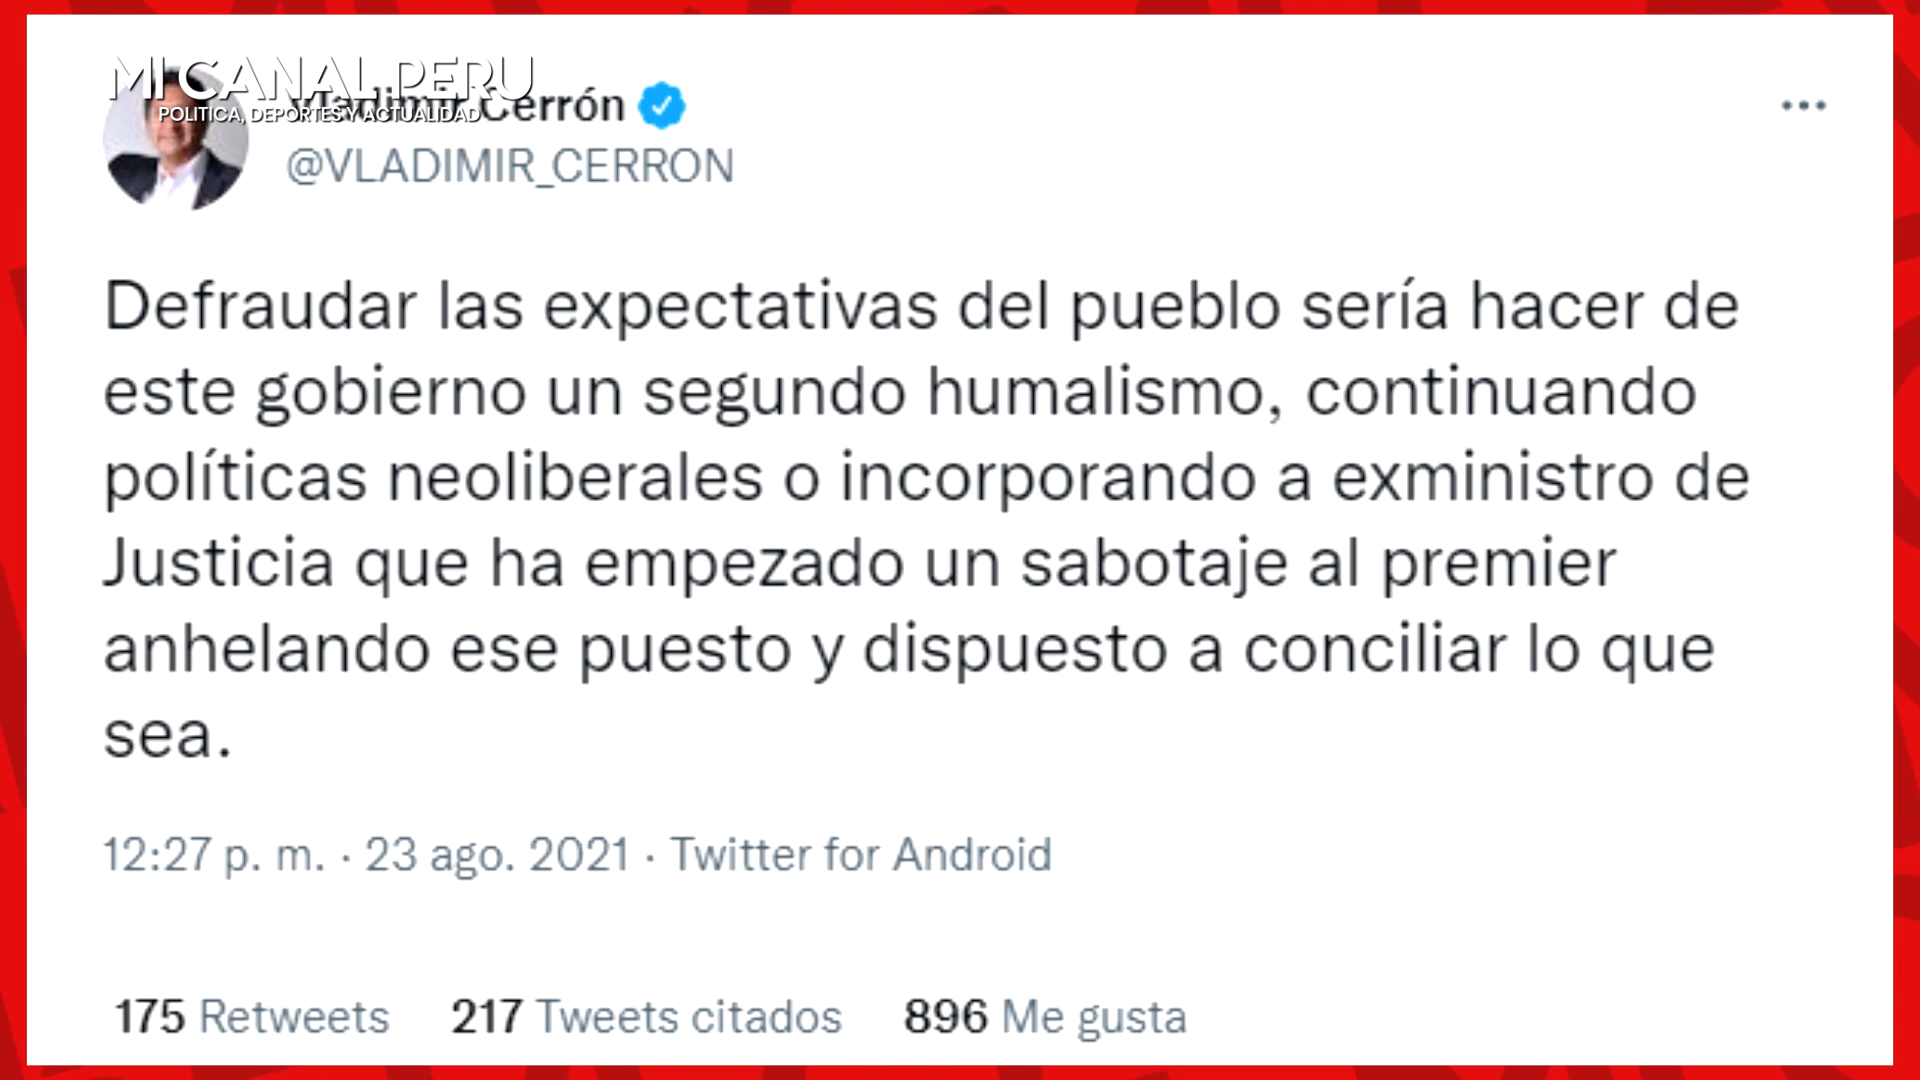 MI CANAL PERU
POLITICA, DEPORTES Y ACTUALIDAD
Vladimir Cerrón
@VLADIMIR_CERRON
Defraudar las expectativas del pueblo sería hacer de
este gobierno un segundo humalismo, continuando
políticas neoliberales o incorporando a exministro de
Justicia que ha empezado un sabotaje al premier
anhelando ese puesto y dispuesto a conciliar lo que
sea.
12:27 p. m. · 23 ago. 2021 · Twitter for Android
175 Retweets 217 Tweets citados 896 Me gusta